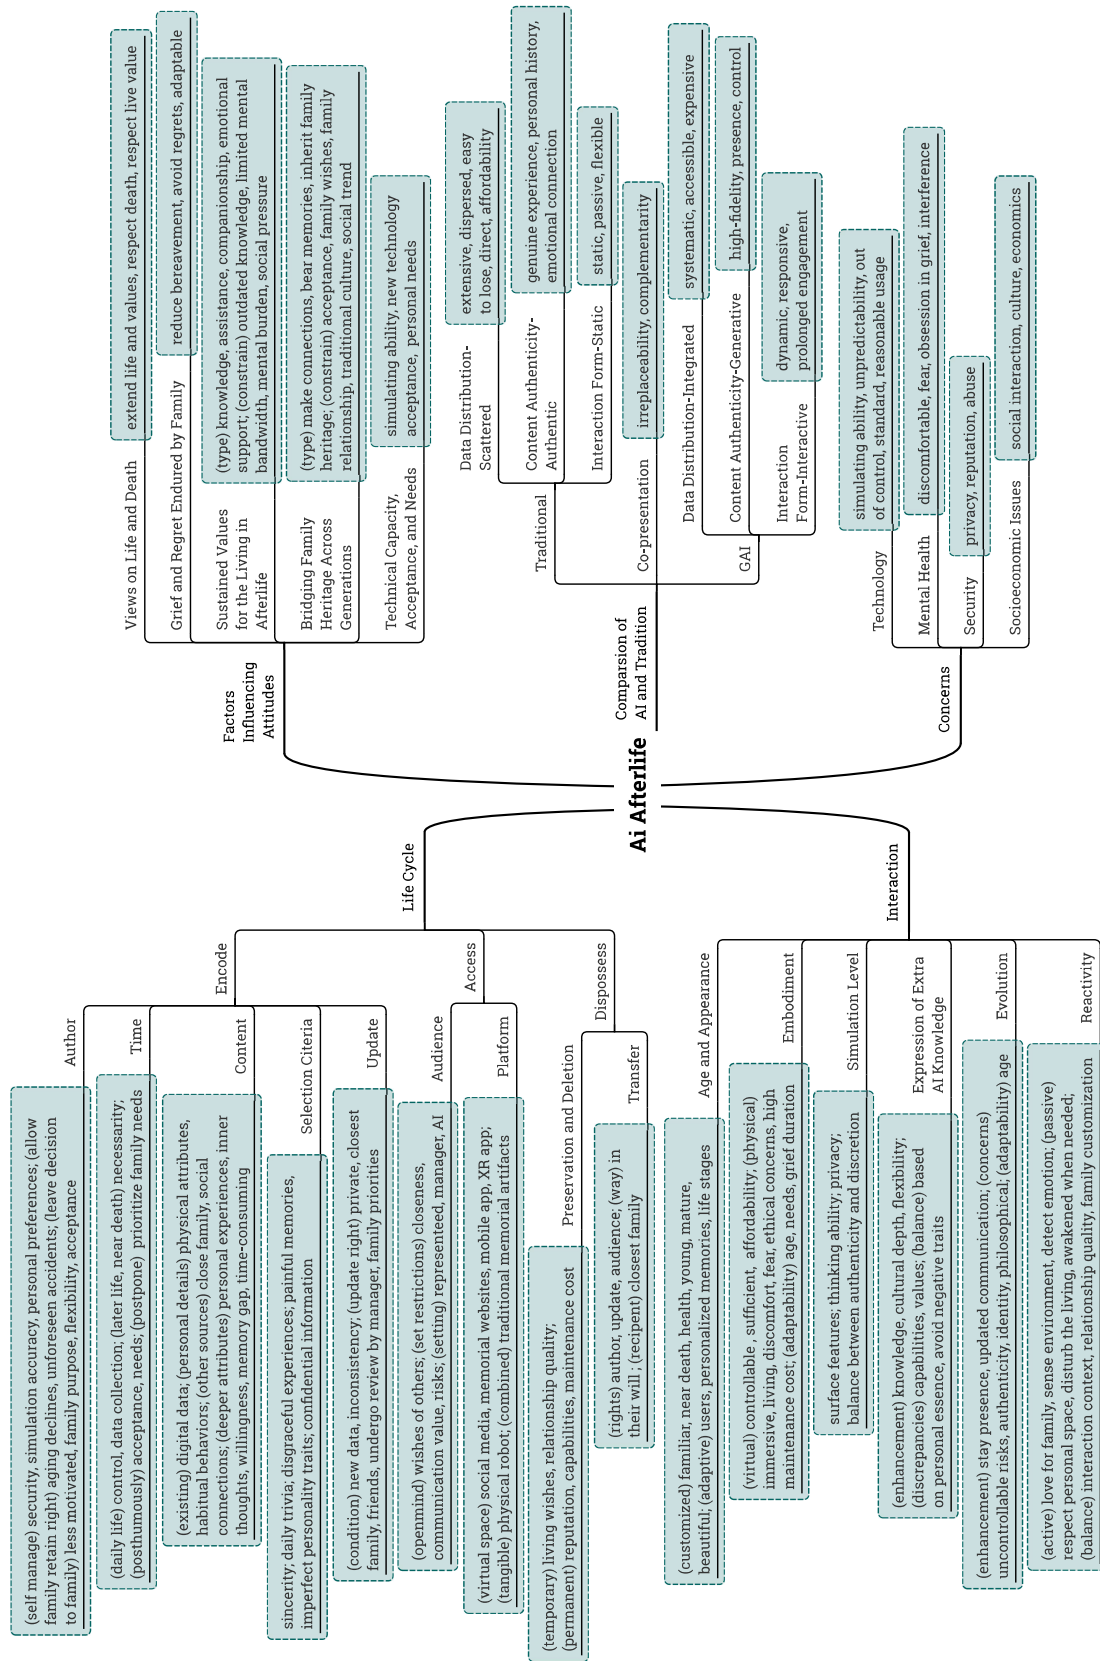 Ai Afterlife
Life Cycle
Encode
Author
(self manage) security, simulation accuracy, personal preferences; (allow
family retain right) aging declines, unforeseen accidents; (leave decision
to family) less motivated, family purpose, flexibility, acceptance
Time
(daily life) control, data collection; (later life, near death) necessarity;
(posthumously) acceptance, needs; (postpone) prioritize family needs
Content
(existing) digital data; (personal details) physical attributes,
habitual behaviors; (other sources) close family, social
connections; (deeper attributes) personal experiences, inner
thoughts, willingness, memory gap, time-consuming
Selection Citeria
sincerity; daily trivia; disgraceful experiences; painful memories,
imperfect personality traits; confidential information
Update
(condition) new data, inconsistency; (update right) private, closest
family, friends, undergo review by manager, family priorities
Access
Audience
(openmind) wishes of others; (set restrictions) closeness,
communication value, risks; (setting) represented, manager, AI
Platform
(virtual space) social media, memorial websites, mobile app, XR app;
(tangible) physical robot; (combined) traditional memorial artifacts
Dispossess
Preservation and Deletion
(temporary) living wishes, relationship quality;
(permanent) reputation, capabilities, maintenance cost
Transfer
(rights) author, update, audience; (way) in
their will ; (recipent) closest family
Interaction
Age and Appearance
(customized) familiar, near death, health, young, mature,
beautiful; (adaptive) users, personalized memories, life stages
Embodiment
(virtual) controllable , sufficient, affordability; (physical)
immersive, living, discomfort, fear, ethical concerns, high
maintenance cost; (adaptability) age, needs, grief duration
Simulation Level
surface features; thinking ability; privacy;
balance between authenticity and discretion
Expression of Extra
AI Knowledge
(enhancement) knowledge, cultural depth, flexibility;
(discrepancies) capabilities, values; (balance) based
on personal essence, avoid negative traits
Evolution
(enhancement) stay presence, updated communication; (concerns)
uncontrollable risks, authenticity, identity, philosophical; (adaptability) age
Reactivity
(active) love for family, sense environment, detect emotion; (passive)
respect personal space, disturb the living, awakened when needed;
(balance) interaction context, relationship quality, family customization
Factors
Influencing
Attitudes
Views on Life and Death
extend life and values, respect death, respect live value
Grief and Regret Endured by Family
reduce bereavement, avoid regrets, adaptable
Sustained Values
for the Living in
Afterlife
(type) knowledge, assistance, companionship, emotional
support; (constrain) outdated knowledge, limited mental
bandwidth, mental burden, social pressure
Bridging Family
Heritage Across
Generations
(type) make connections, bear memories, inherit family
heritage; (constrain) acceptance, family wishes, family
relationship, traditional culture, social trend
Technical Capacity,
Acceptance, and Needs
simulating ability, new technology
acceptance, personal needs
Comparsion of
AI and Tradition
Traditional
Data Distribution-
Scattered
extensive, dispersed, easy
to lose, direct, affordability
Content Authenticity-
Authentic
genuine experience, personal history,
emotional connection
Interaction Form-Static
static, passive, flexible
Co-presentation
irreplaceability, complementarity
GAI
Data Distribution-Integrated
systematic, accessible, expensive
Content Authenticity-Generative
high-fidelity, presence, control
Interaction
Form-Interactive
dynamic, responsive,
prolonged engagement
Concerns
Technology
simulating ability, unpredictability, out
of control, standard, reasonable usage
Mental Health
discomfortable, fear, obsession in grief, interference
Security
privacy, reputation, abuse
Socioeconomic Issues
social interaction, culture, economics